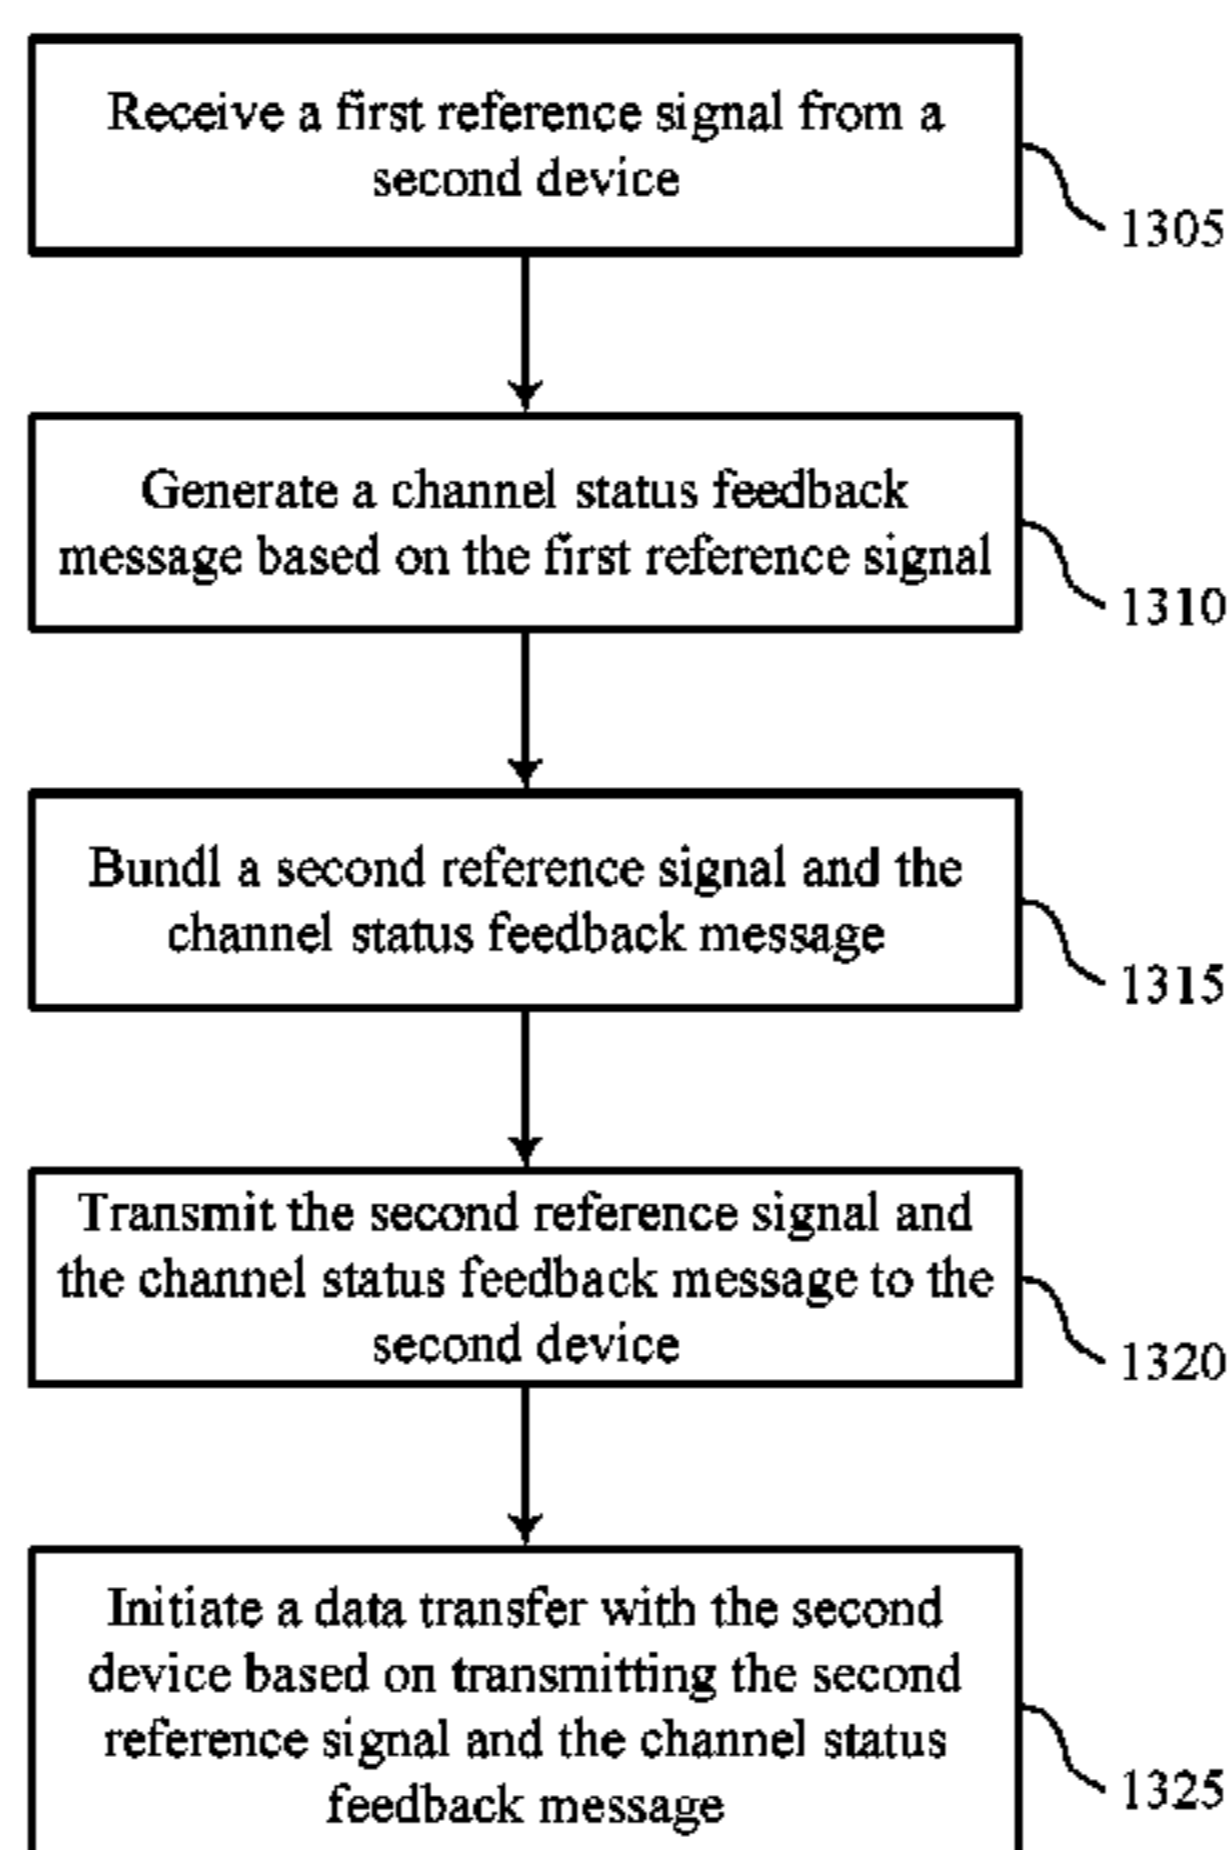 Receive a first reference signal from a
second device
1305
Generate a channel status feedback
message based on the first reference signal
1310
Bundl a second reference signal and the
channel status feedback message
1315
Transmit the second reference signal and
the channel status feedback message to the
second device
1320
Initiate a data transfer with the second
device based on transmitting the second
reference signal and the channel status
feedback message
1325